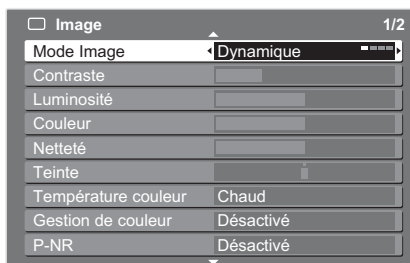 Image 1/2
Mode Image Dynamique
Contraste
Luminosité
Couleur
Netteté
Teinte
Température couleur Chaud
Gestion de couleur Désactivé
P-NR Désactivé